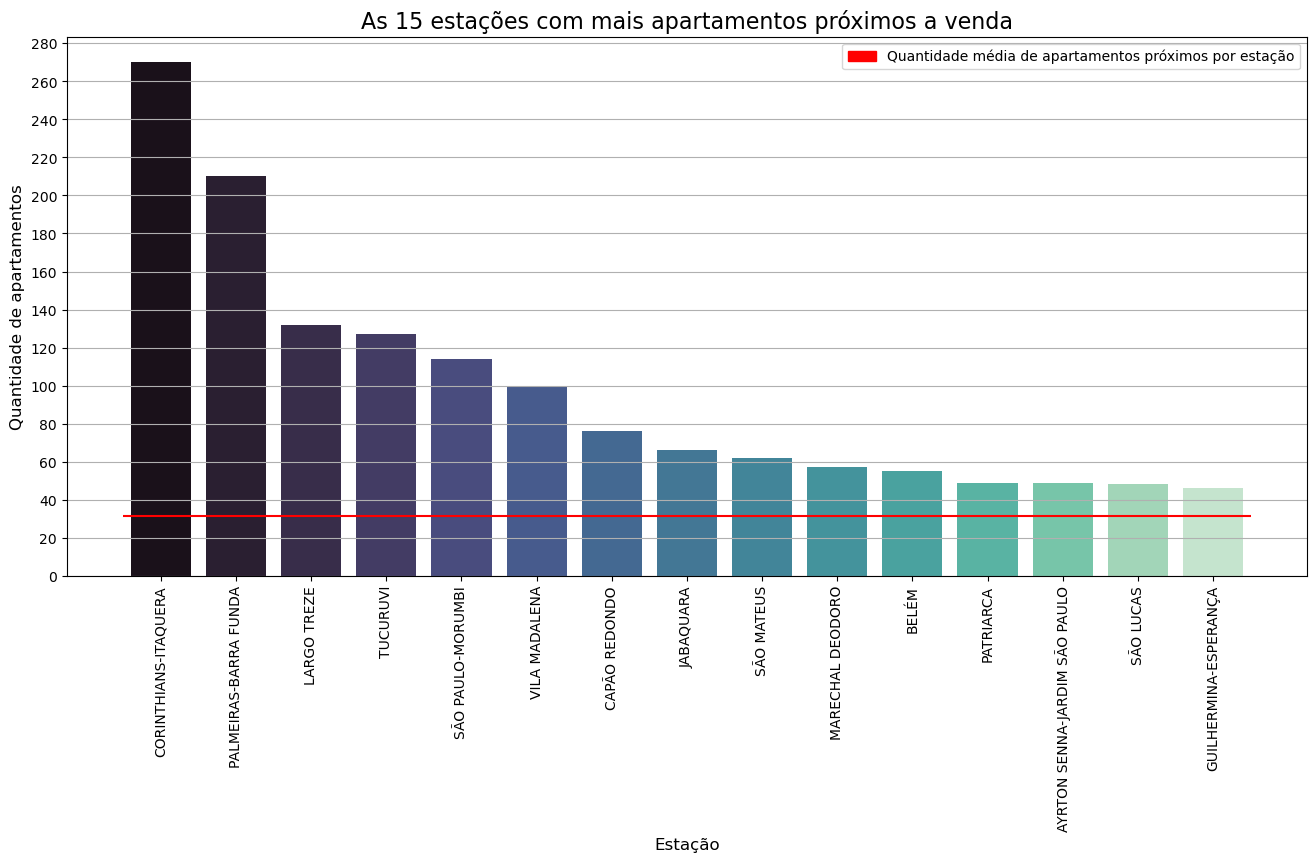 As 15 estações com mais apartamentos próximos a venda
Quantidade média de apartamentos próximos por estação
Quantidade de apartamentos
280
260
240
220
200
180
160
140
120
100
80
60
40
20
0
CORINTHIANS-ITAQUERA
PALMEIRAS-BARRA FUNDA
LARGO TREZE
TUCURUVI
SÃO PAULO-MORUMBI
VILA MADALENA
CAPÃO REDONDO
JABAQUARA
SÃO MATEUS
MARECHAL DEODORO
BELÉM
PATRIARCA
AYRTON SENNA-JARDIM SÃO PAULO
SÃO LUCAS
GUILHERMINA-ESPERANÇA
Estação